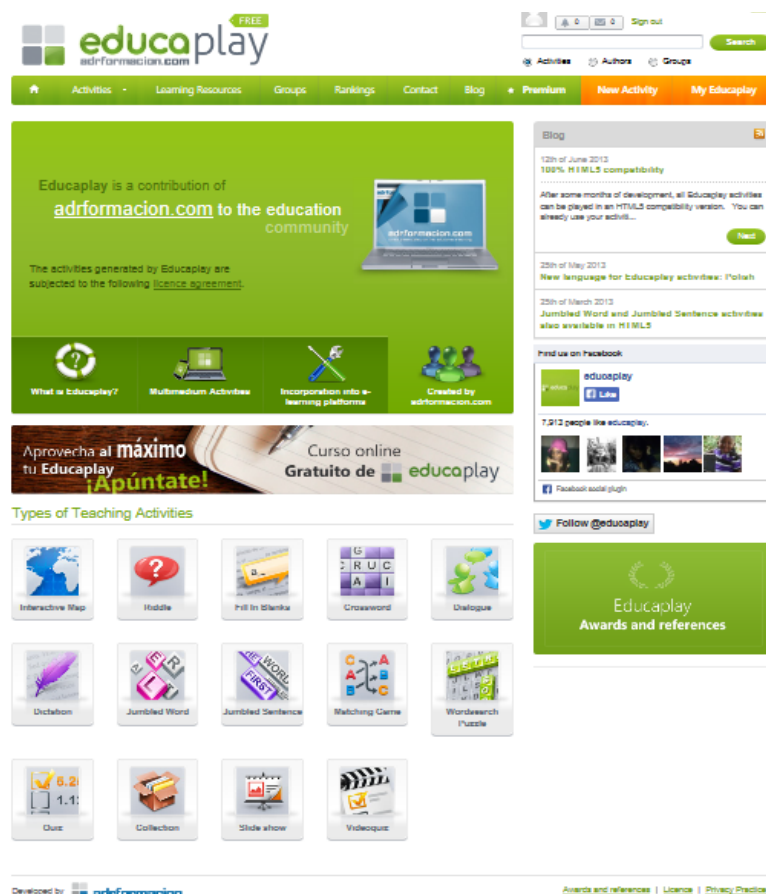 FREE
educaplay
adrformacion.com
0
0
Sign out
Search
Activities
Authors
Groups
Activities
Learning Resources
Groups
Rankings
Contact
Blog
Premium
New Activity
My Educaplay
Educaplay is a contribution of
adrformacion.com to the education
community
adrformacion.com
The activities generated by Educaplay are
subjected to the following licence agreement.
What is Educaplay?
Multimedium Activities
Incorporation into e-
learning platforms
Created by
adrformacion.com
Aprovecha al máximo
tu Educaplay
¡Apúntate!
Curso online
Gratuito de educaplay
Types of Teaching Activities
Interactive Map
Riddle
Fill In Blanks
G
C R U C
A I
Crossword
Dialogue
Dictation
Jumbled Word
WORD
FIRST
Jumbled Sentence
C A
A B
B C
Matching Game
Wordsearch
Puzzle
Quiz
Collection
Slide show
Videoquiz
Blog
12th of June 2013
100% HTML5 compatibility
After some months of development, all Educaplay activities
can be played in an HTML5 compatibility version. You can
already use your activiti...
Next
25th of May 2013
New language for Educaplay activities: Polish
25th of March 2013
Jumbled Word and Jumbled Sentence activities
also available in HTML5
Find us on Facebook
educaplay
Like
7,913 people like educaplay.
Facebook social plugin
Follow @educaplay
Educaplay
Awards and references
Developed by adrformacion
Awards and references | Licence | Privacy Practice